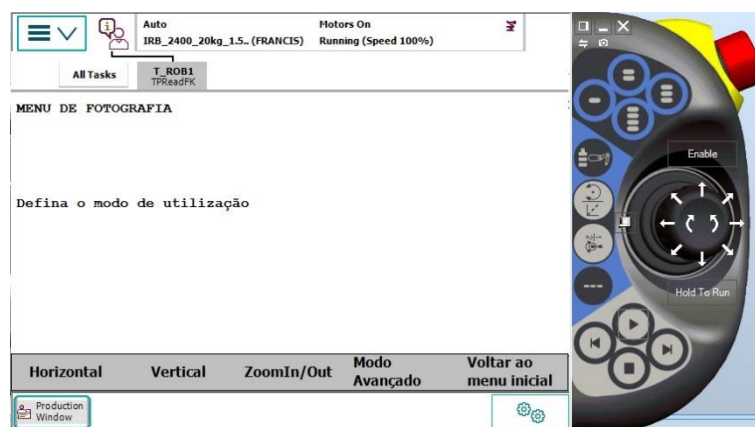 Auto
IRB_2400_20kg_1.5.. (FRANCIS)
Motors On
Running (Speed 100%)
All Tasks
T_ROB1
TPReadFK
MENU DE FOTOGRAFIA
Defina o modo de utilização
Horizontal
Vertical
ZoomIn/Out
Modo
Avançado
Voltar ao
menu inicial
Production
Window
Enable
Hold To Run